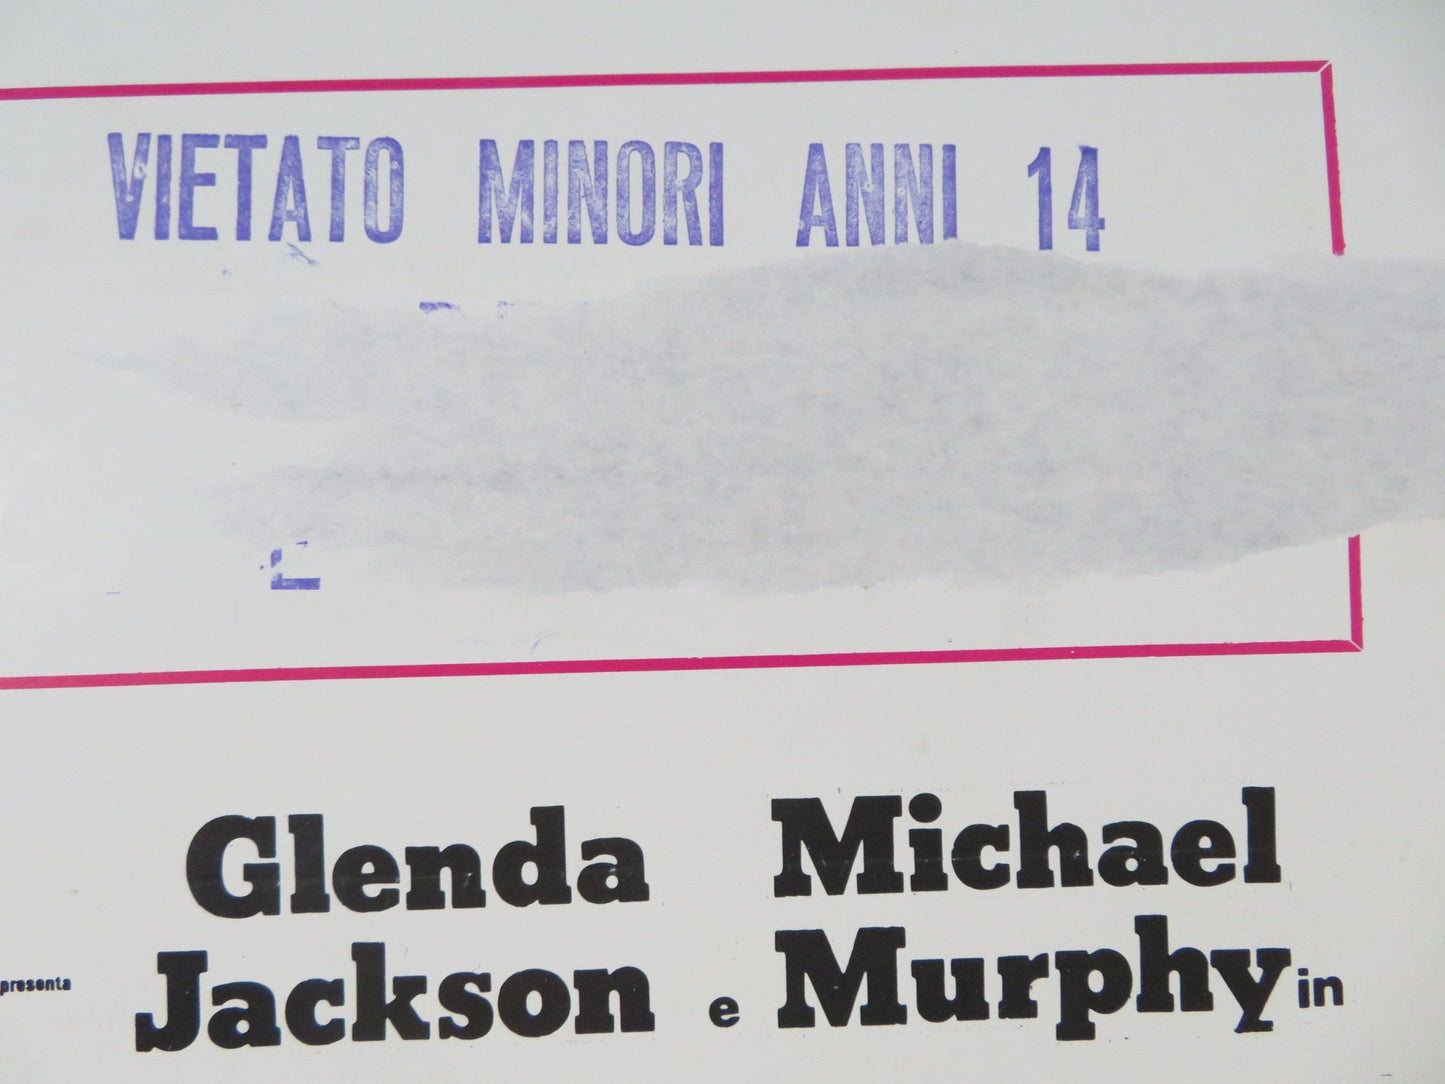 VIETATO MINORI ANNI 14
Glenda Michael
presenta Jackson e Murphy in